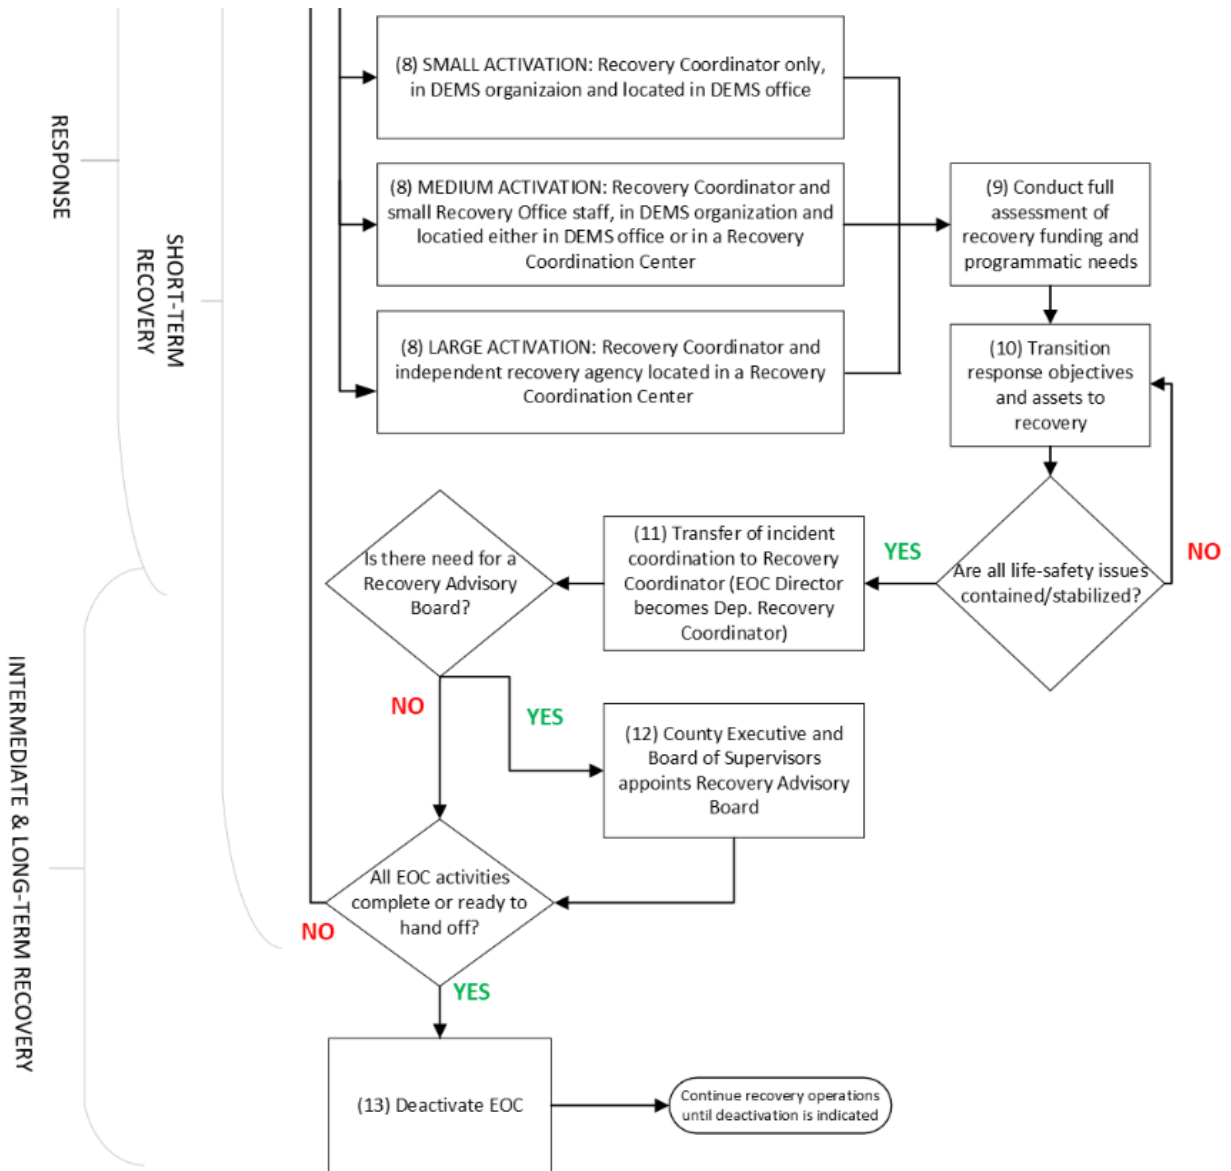 (8) SMALL ACTIVATION: Recovery Coordinator only,
in DEMS organizaion and located in DEMS office
RESPONSE
(8) MEDIUM ACTIVATION: Recovery Coordinator and
small Recovery Office staff, in DEMS organization and
locatied either in DEMS office or in a Recovery
Coordination Center
(9) Conduct full
assessment of
recovery funding and
programmatic needs
SHORT-TERM
RECOVERY
(8) LARGE ACTIVATION: Recovery Coordinator and
independent recovery agency located in a Recovery
Coordination Center
(10) Transition
response objectives
and assets to
recovery
Are all life-safety issues
contained/stabilized?
NO
YES
(11) Transfer of incident
coordination to Recovery
Coordinator (EOC Director
becomes Dep. Recovery
Coordinator)
Is there need for a
Recovery Advisory
Board?
NO
YES
(12) County Executive and
Board of Supervisors
appoints Recovery Advisory
Board
INTERMEDIATE & LONG-TERM RECOVERY
All EOC activities
complete or ready to
hand off?
NO
YES
(13) Deactivate EOC
Continue recovery operations
until deactivation is indicated